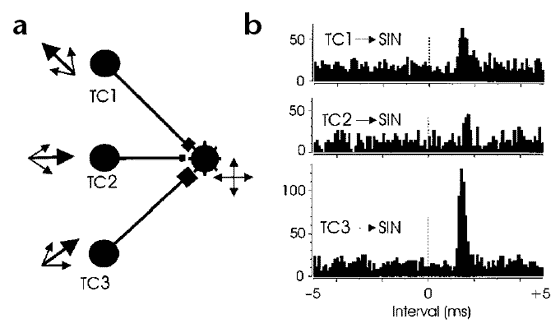 a
TC1
TC2
TC3
b
50
0
TC1→SIN
50
0
TC2→SIN
100
50
0
TC3→SIN
-5
0
+5
Interval (ms)